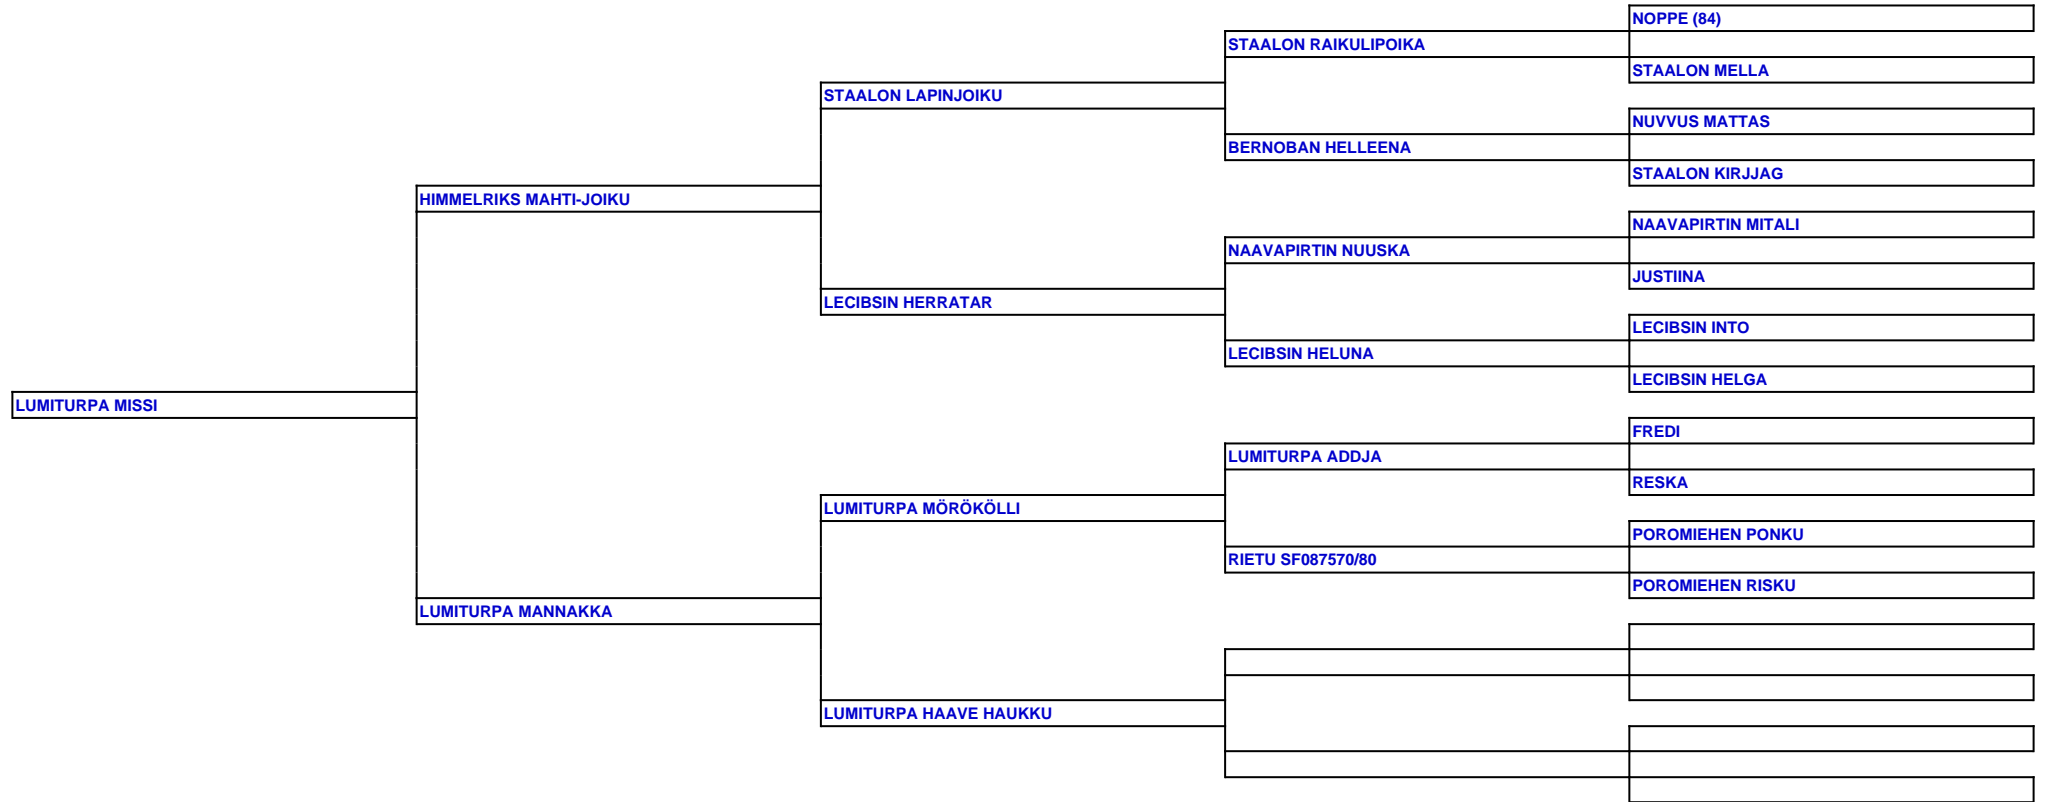 NOPPE (84)
STAALON RAIKULIPOIKA
STAALON MELLA
STAALON LAPINJOIKU
NUVVUS MATTAS
BERNOBAN HELLEENA
STAALON KIRJJAG
HIMMELRIKS MAHTI-JOIKU
NAAVAPIRTIN MITALI
NAAVAPIRTIN NUUSKA
JUSTIINA
LECIBSIN HERRATAR
LECIBSIN INTO
LECIBSIN HELUNA
LECIBSIN HELGA
LUMITURPA MISSI
FREDI
LUMITURPA ADDJA
RESKA
LUMITURPA MÖRÖKÖLLI
POROMIEHEN PONKU
RIETU SF087570/80
POROMIEHEN RISKU
LUMITURPA MANNAKKA
LUMITURPA HAAVE HAUKKU